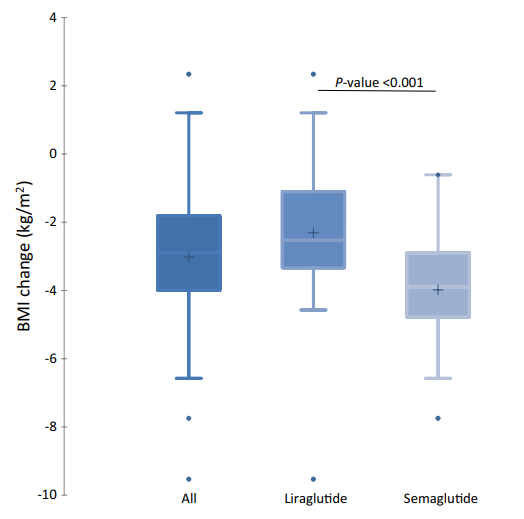 4
2
P-value <0.001
0
-2
BMI change (kg/m²)
-4
-6
-8
-10
All Liraglutide Semaglutide